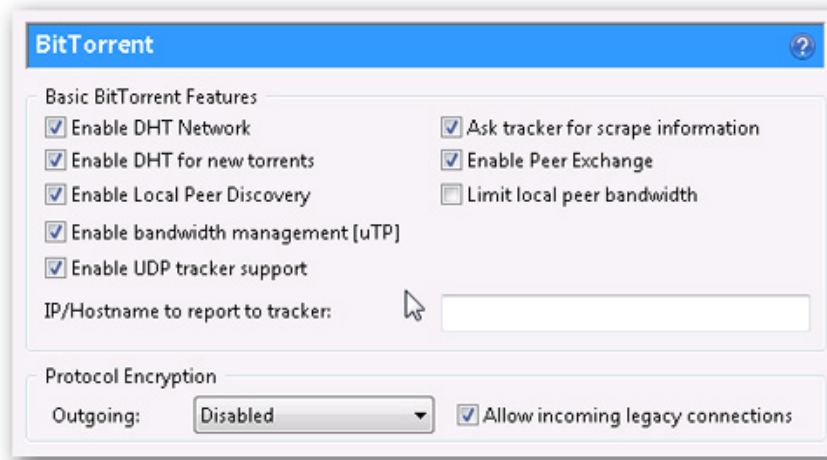 BitTorrent
Basic BitTorrent Features
Enable DHT Network
Ask tracker for scrape information
Enable DHT for new torrents
Enable Peer Exchange
Enable Local Peer Discovery
Limit local peer bandwidth
Enable bandwidth management [uTP]
Enable UDP tracker support
IP/Hostname to report to tracker:
Protocol Encryption
Outgoing:
Disabled
Allow incoming legacy connections